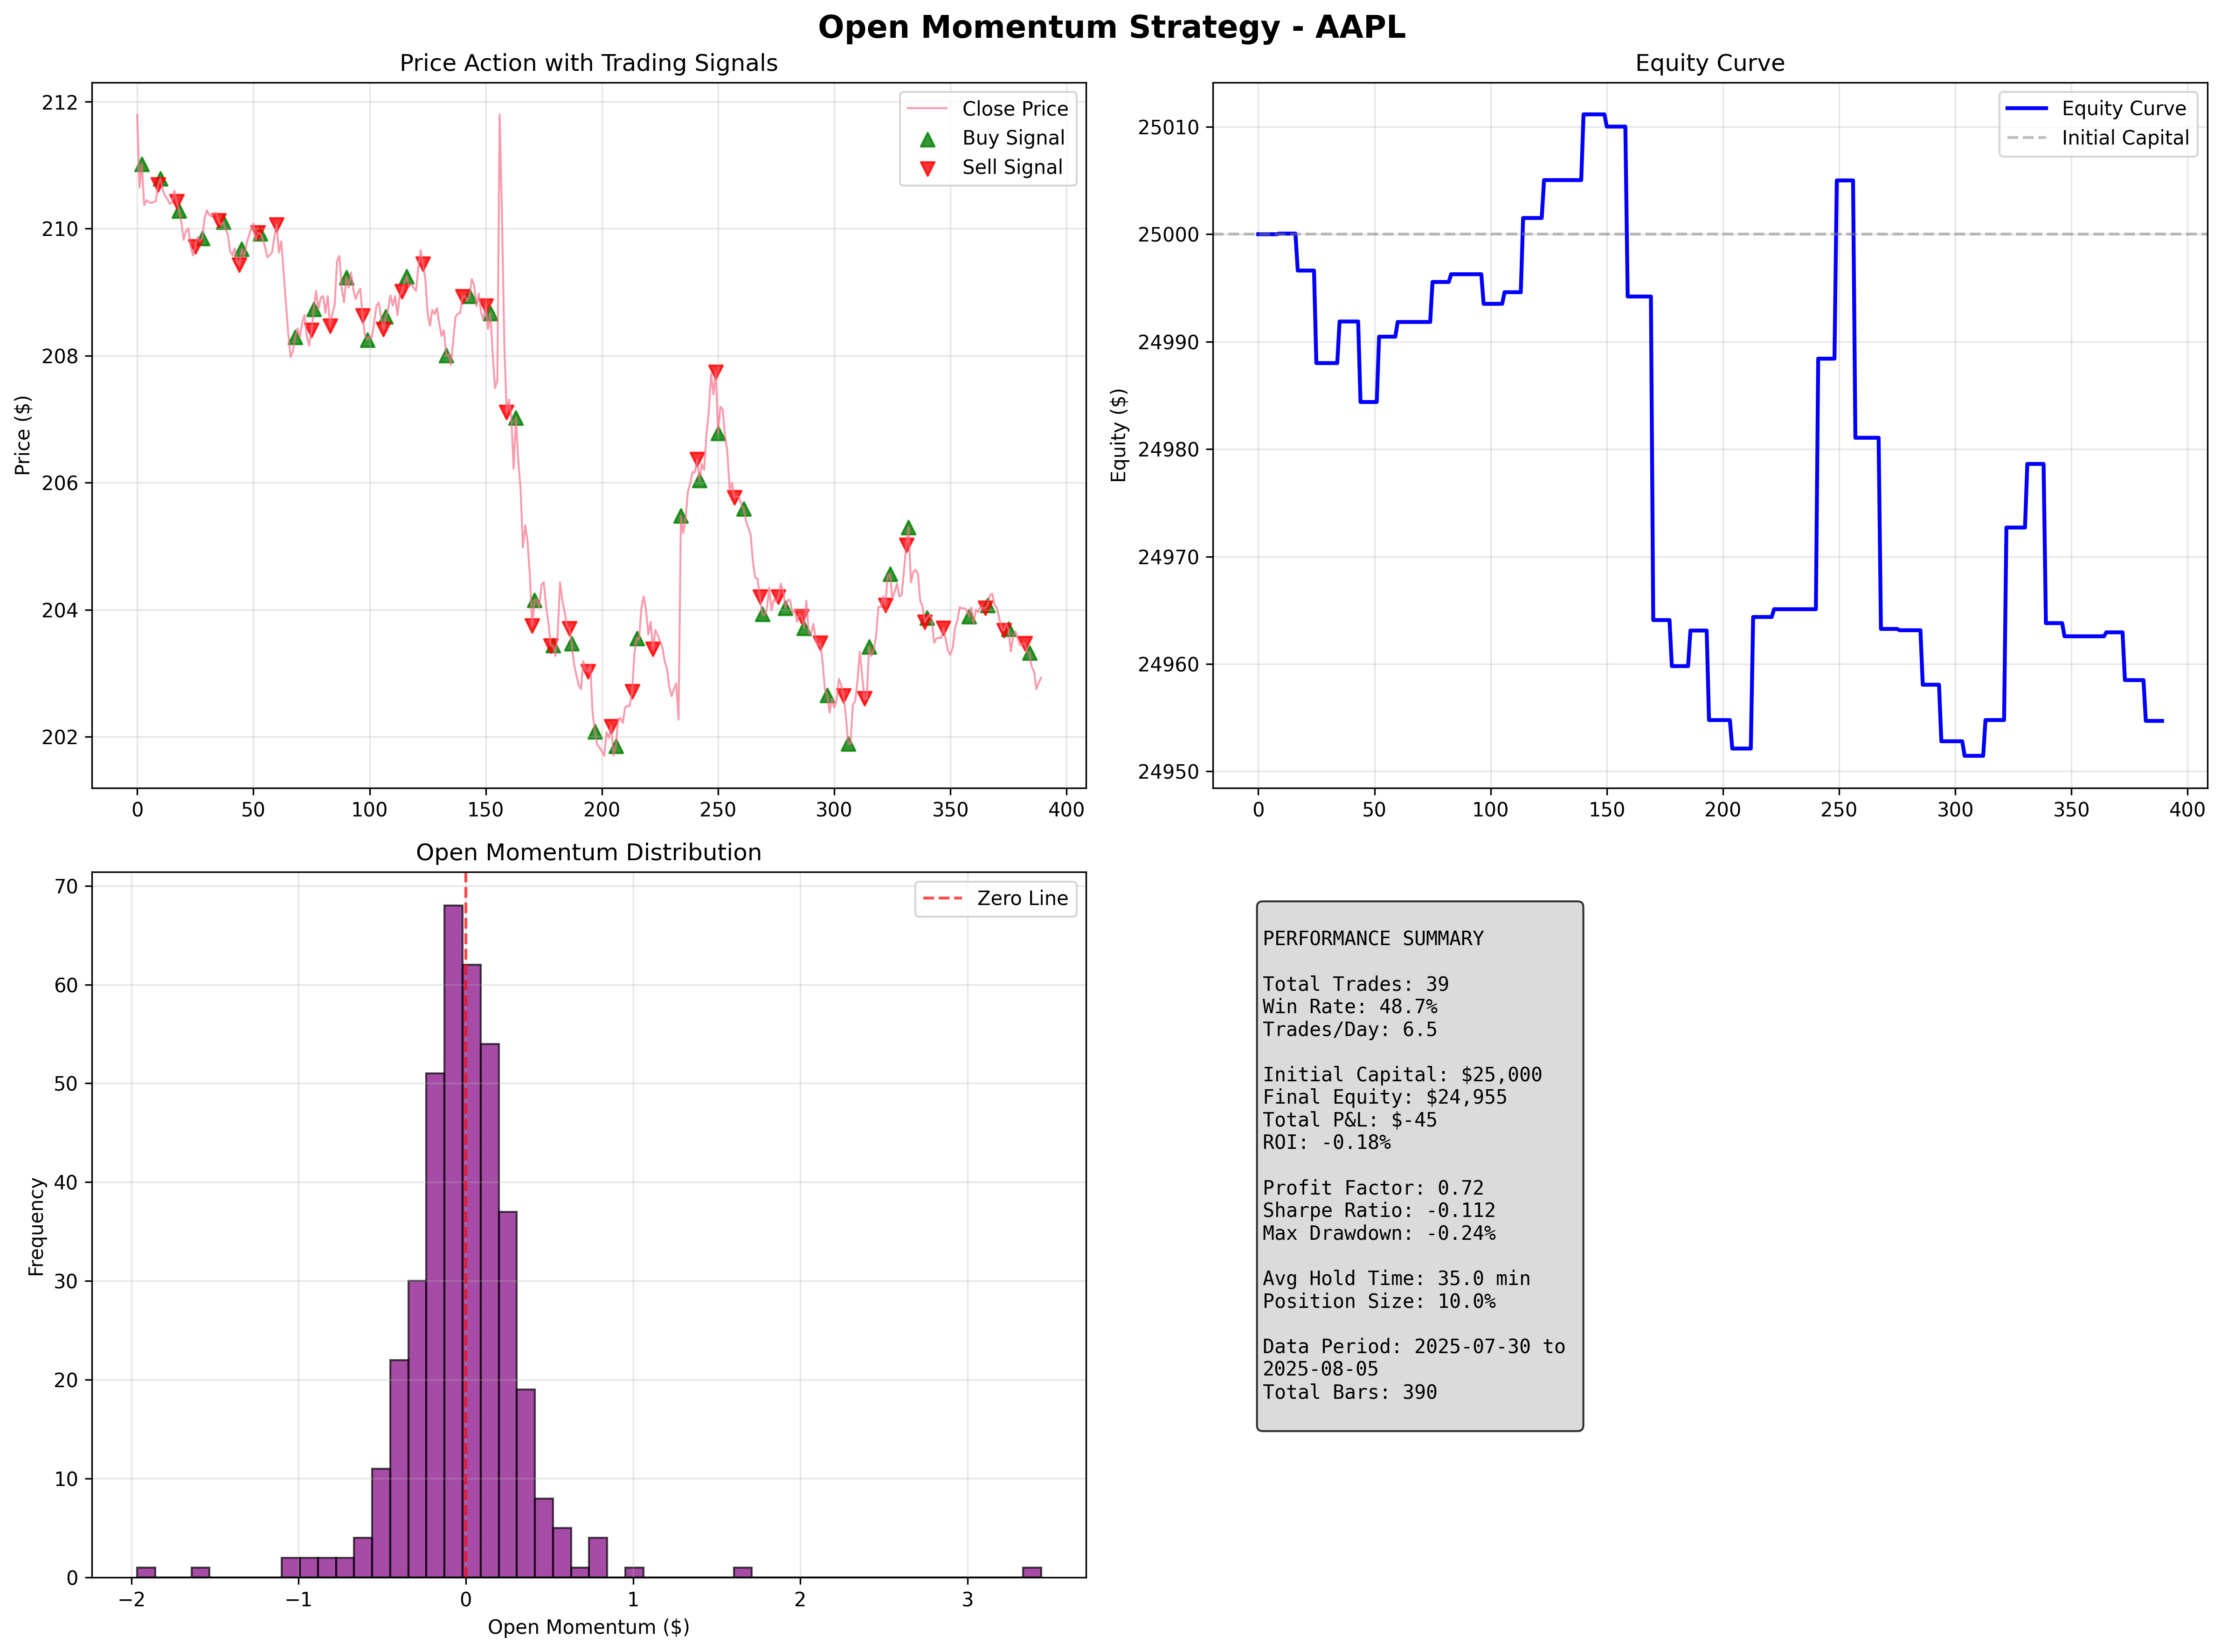 Open Momentum Strategy - AAPL
Price Action with Trading Signals
Price ($)
212
210
208
206
204
202
0
50
100
150
200
250
300
350
400
Close Price
Buy Signal
Sell Signal
Equity Curve
Equity ($)
25010
25000
24990
24980
24970
24960
24950
0
50
100
150
200
250
300
350
400
Equity Curve
Initial Capital
Open Momentum Distribution
Frequency
70
60
50
40
30
20
10
0
−2
−1
0
1
2
3
Open Momentum ($)
Zero Line
PERFORMANCE SUMMARY
Total Trades: 39
Win Rate: 48.7%
Trades/Day: 6.5
Initial Capital: $25,000
Final Equity: $24,955
Total P&L: $-45
ROI: -0.18%
Profit Factor: 0.72
Sharpe Ratio: -0.112
Max Drawdown: -0.24%
Avg Hold Time: 35.0 min
Position Size: 10.0%
Data Period: 2025-07-30 to
2025-08-05
Total Bars: 390